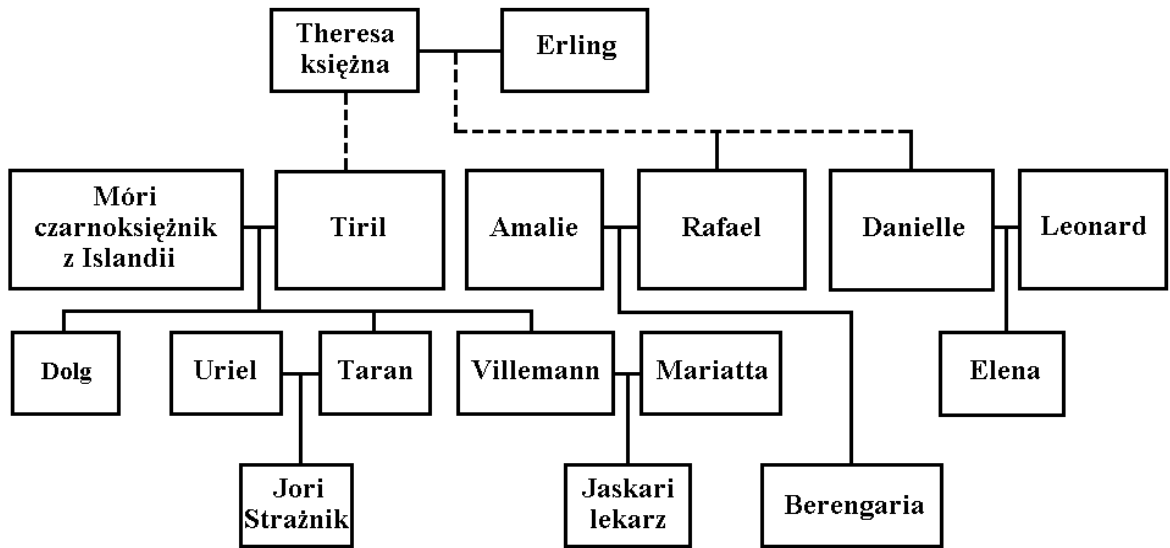 Theresa
księżna
Erling
Móri
czarnoksiężnik
z Islandii
Tiril
Amalie
Rafael
Danielle
Leonard
Dolg
Uriel
Taran
Villemann
Mariatta
Elena
Jori
Strażnik
Jaskari
lekarz
Berengaria